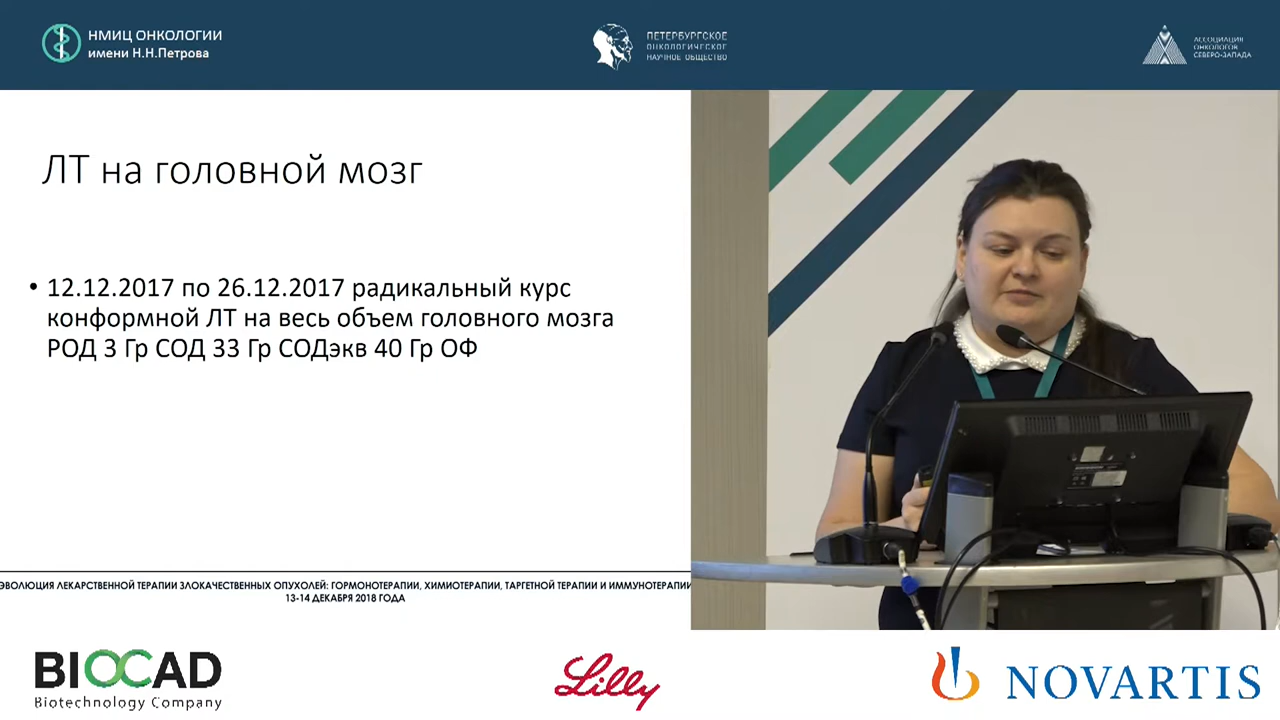 НМИЦ ОНКОЛОГИИ
имени Н.Н.Петрова
ПЕТЕРБУРГСКОЕ
ОНКОЛОГИЧЕСКОЕ
НАУЧНОЕ ОБЩЕСТВО
АССОЦИАЦИЯ
ОНКОЛОГОВ
СЕВЕРО-ЗАПАДА
ЛТ на головной мозг
• 12.12.2017 по 26.12.2017 радикальный курс
конформной ЛТ на весь объем головного мозга
РОД 3 Гр СОД 33 Гр СОДэкв 40 Гр ОФ
ЭВОЛЮЦИЯ ЛЕКАРСТВЕННОЙ ТЕРАПИИ ЗЛОКАЧЕСТВЕННЫХ ОПУХОЛЕЙ: ГОРМОНОТЕРАПИИ, ХИМИОТЕРАПИИ, ТАРГЕТНОЙ ТЕРАПИИ И ИММУНОТЕРАПИИ
13-14 ДЕКАБРЯ 2018 ГОДА
BIOCAD
Biotechnology Company
Lilly
NOVARTIS